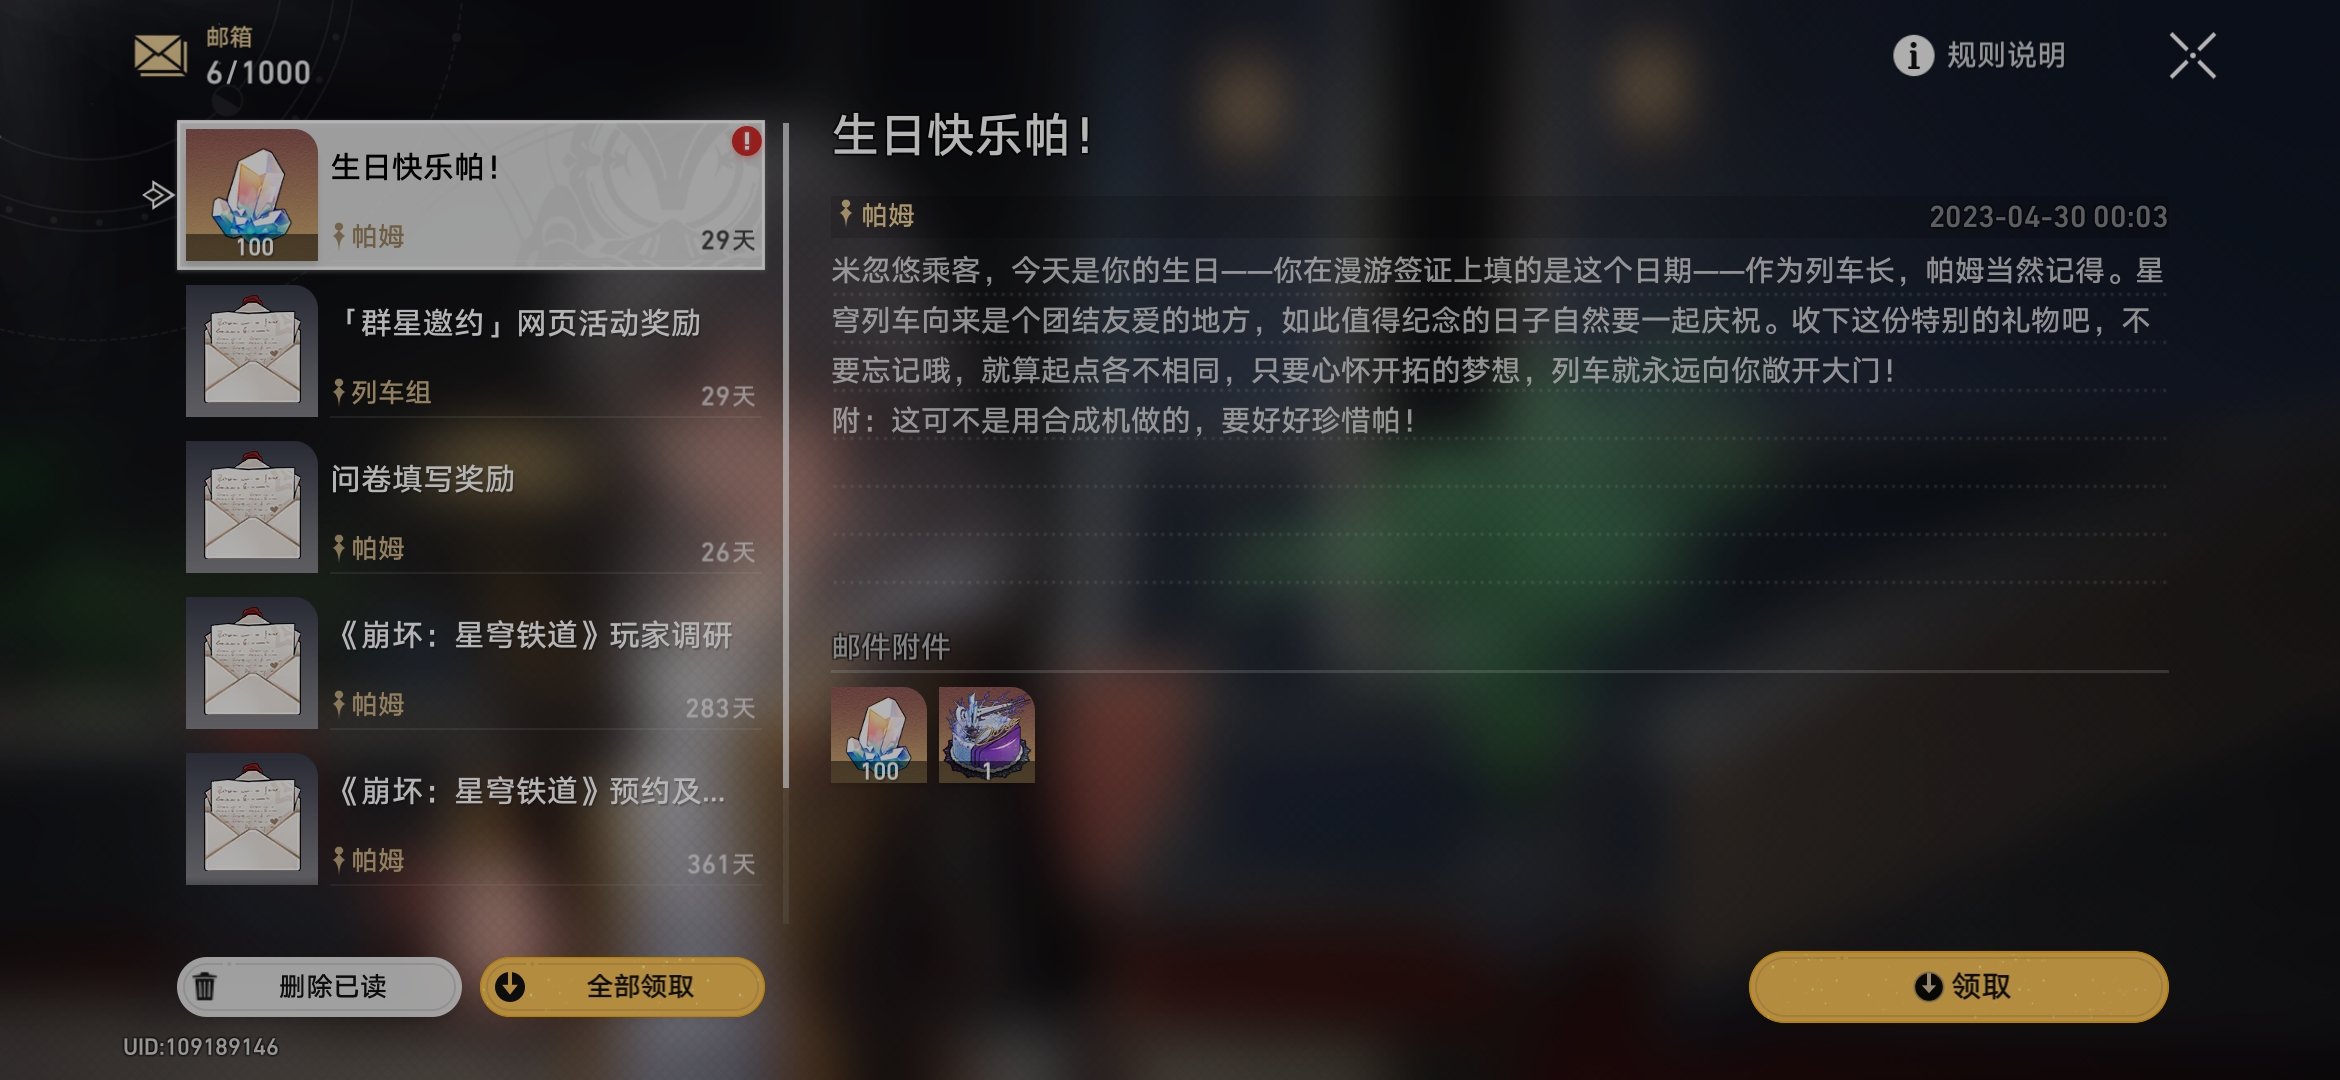 邮箱
6/1000
规则说明
生日快乐帕！
帕姆
29天
100
「群星邀约」网页活动奖励
列车组
29天
问卷填写奖励
帕姆
26天
《崩坏：星穹铁道》玩家调研
帕姆
283天
《崩坏：星穹铁道》预约及...
帕姆
361天
删除已读
全部领取
UID:109189146
生日快乐帕！
帕姆
2023-04-30 00:03
米忽悠乘客，今天是你的生日——你在漫游签证上填的是这个日期——作为列车长，帕姆当然记得。星
穹列车向来是个团结友爱的地方，如此值得纪念的日子自然要一起庆祝。收下这份特别的礼物吧，不
要忘记哦，就算起点各不相同，只要心怀开拓的梦想，列车就永远向你敞开大门！
附：这可不是用合成机做的，要好好珍惜帕！
邮件附件
100
1
领取